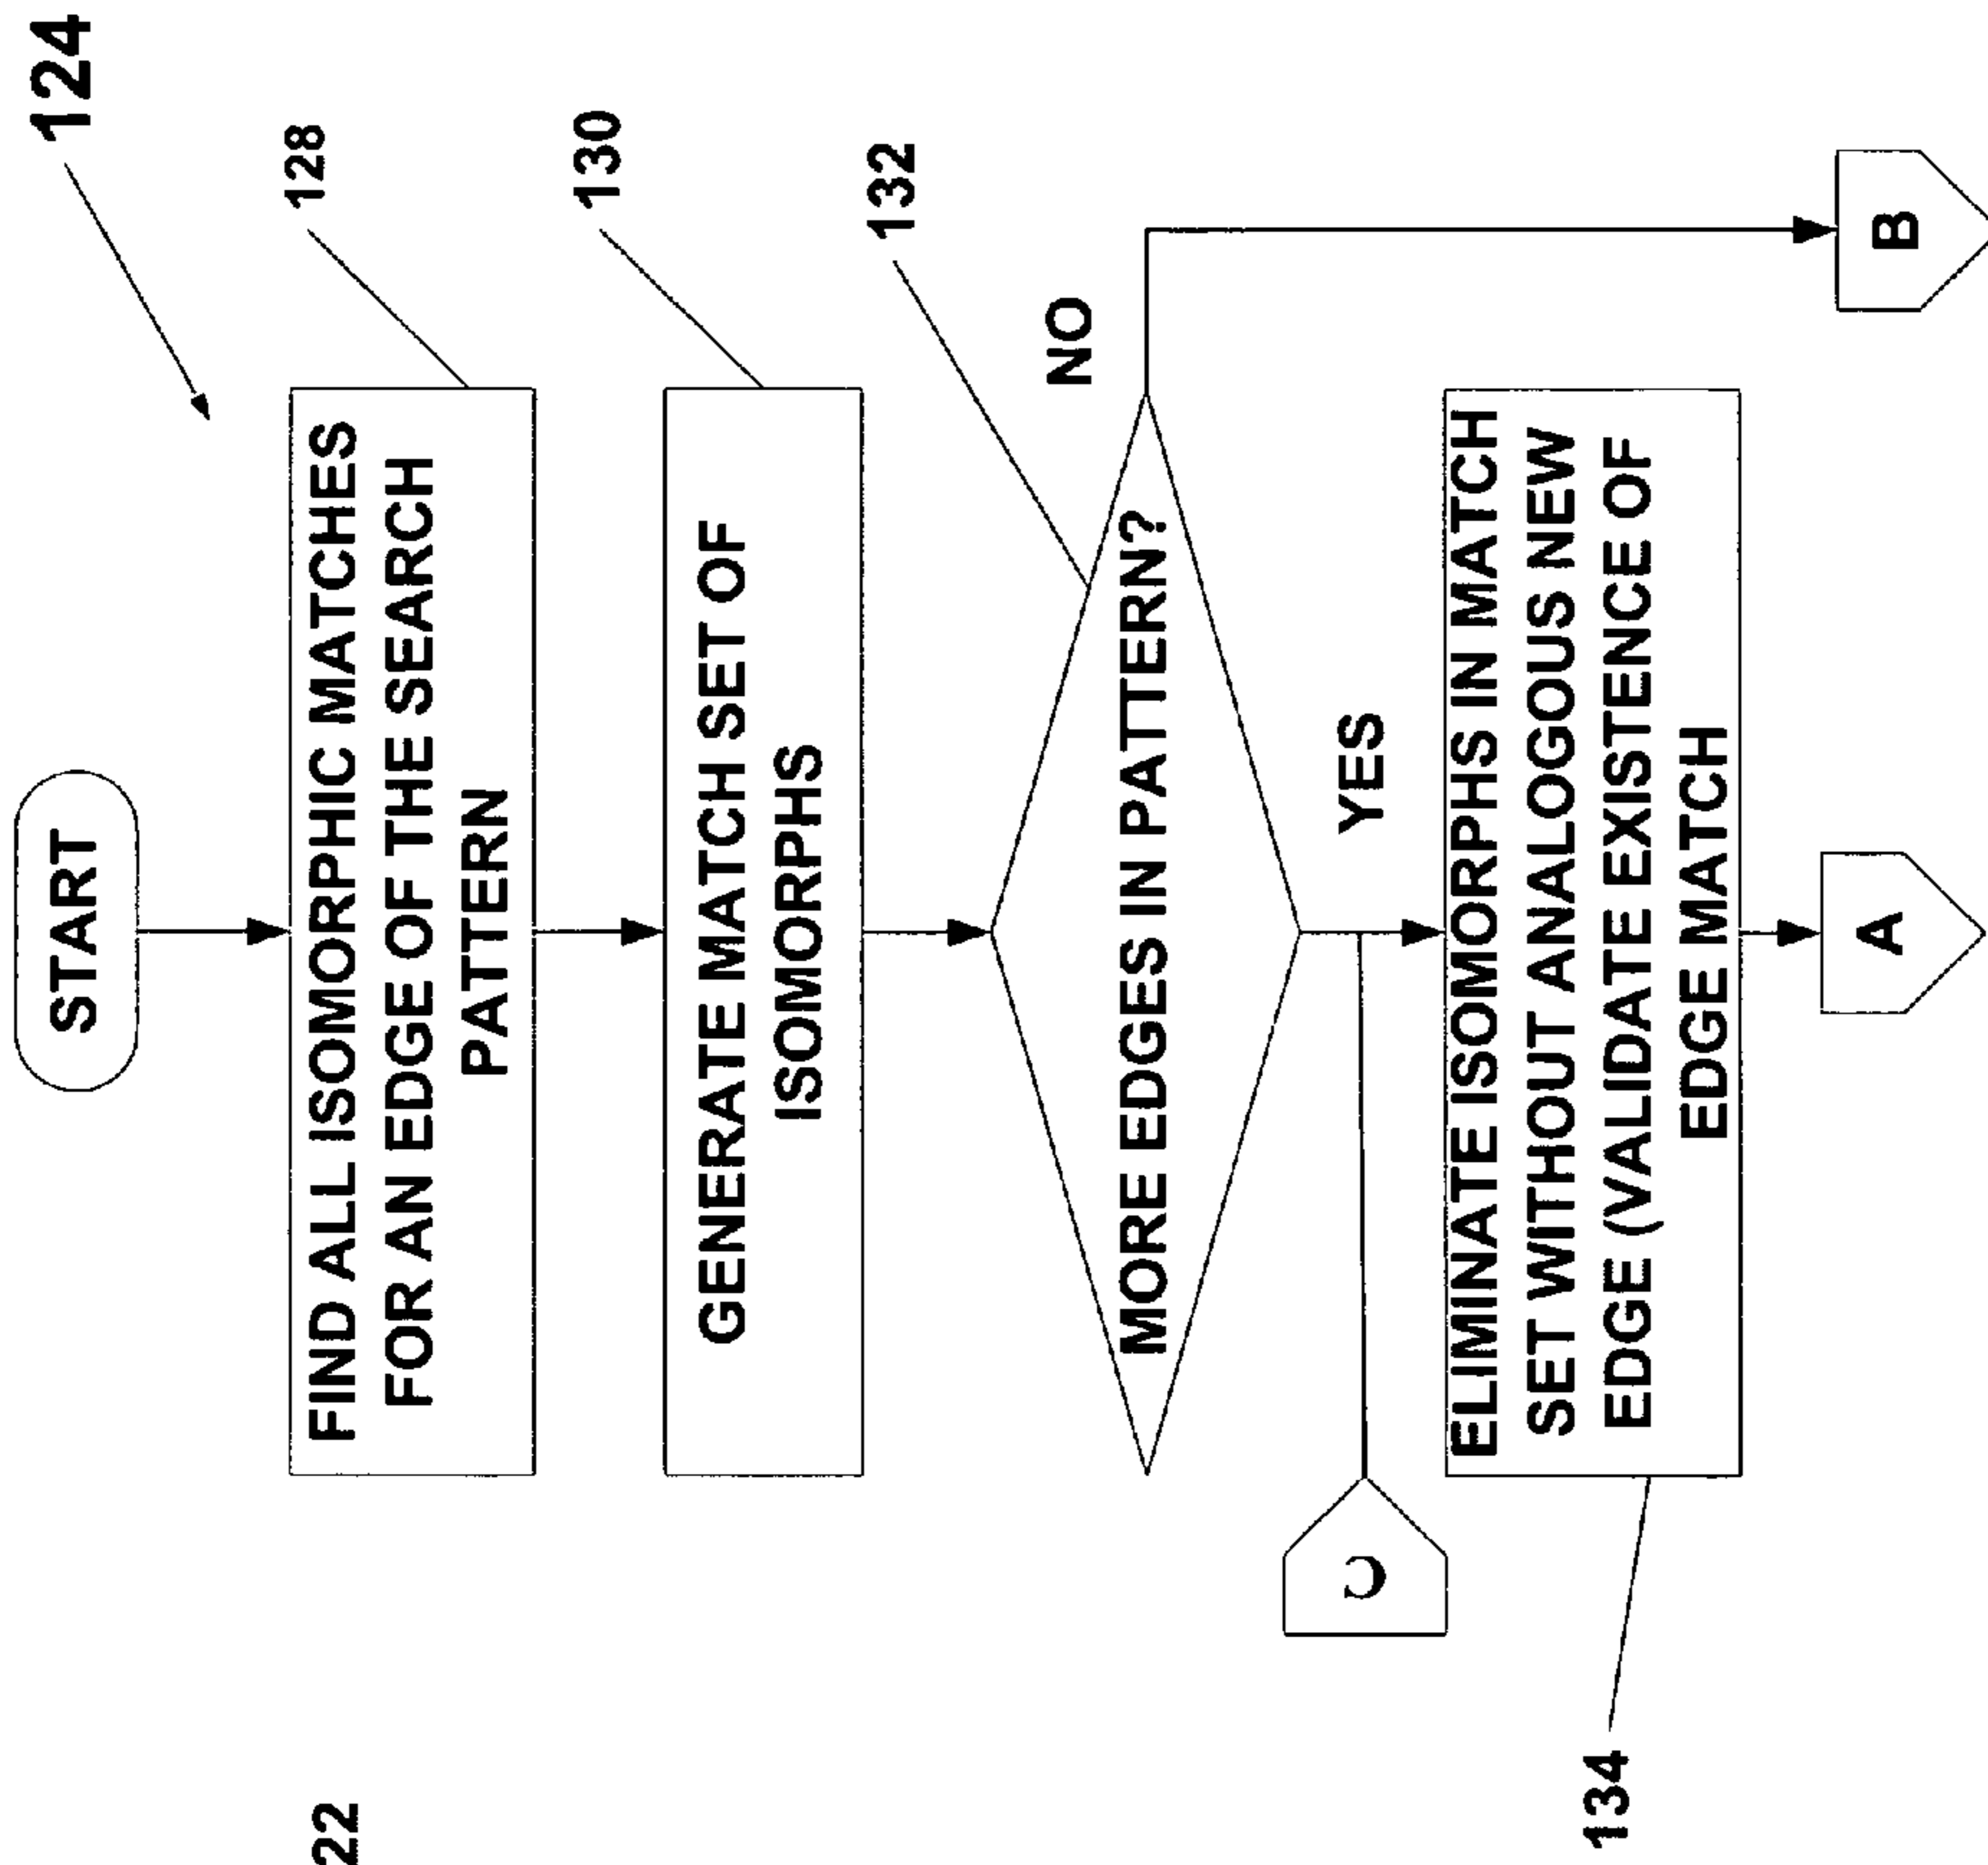 124
START
128
FIND ALL ISOMORPHIC MATCHES
FOR AN EDGE OF THE SEARCH
PATTERN
130
GENERATE MATCH SET OF
ISOMORPHS
132
MORE EDGES IN PATTERN?
NO
YES
C
ELIMINATE ISOMORPHS IN MATCH
SET WITHOUT ANALOGOUS NEW
EDGE (VALIDATE EXISTENCE OF
EDGE MATCH
134
A
B
22